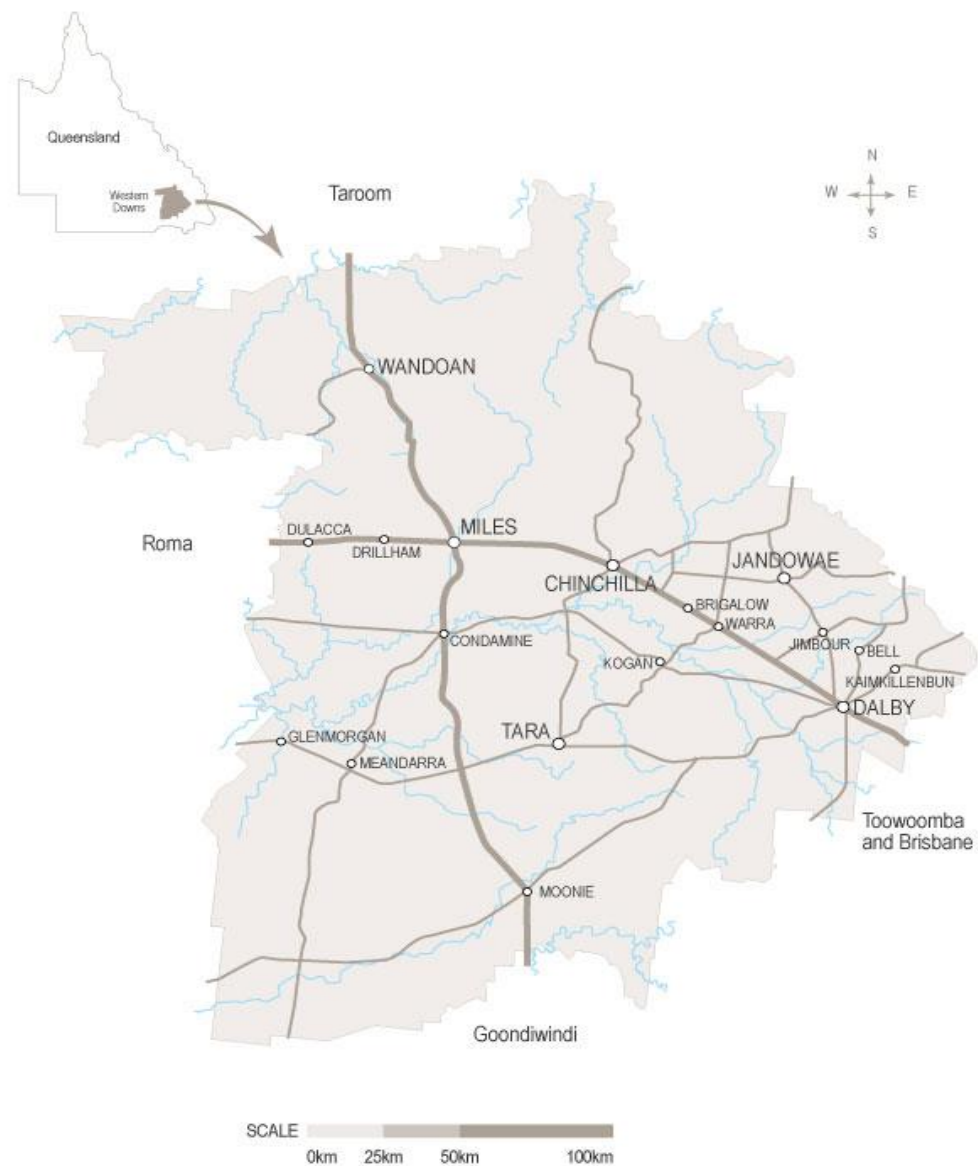 Queensland
Western
Downs
Taroom
N
W E
S
WANDOAN
Roma
DULACCA
DRILLHAM
MILES
CHINCHILLA
JANDOWAE
BRIGALOW
WARRA
CONDAMINE
JIMBOUR
BELL
KOGAN
KAIMKILLENBUN
DALBY
TARA
GLENMORGAN
MEANDARRA
Toowoomba
and Brisbane
MOONIE
Goondiwindi
SCALE
0km 25km 50km 100km